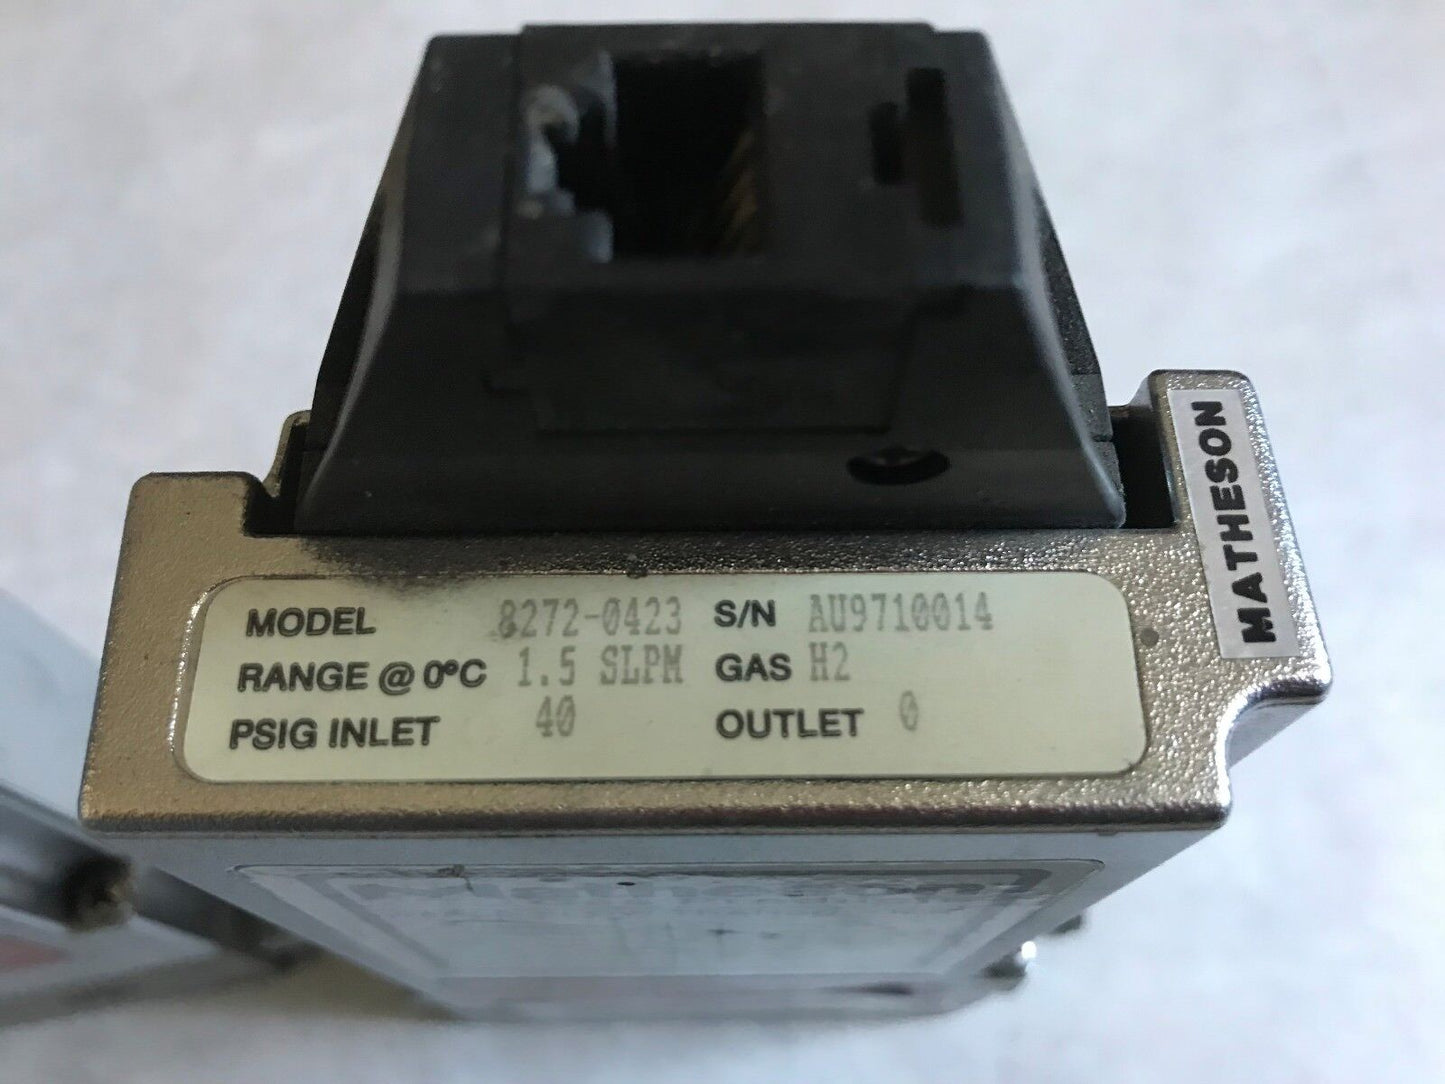 MODEL 8272-0423 S/N AU9710014
RANGE @ 0°C 1.5 SLPM GAS H2
PSIG INLET 40 OUTLET 0
MATHESON